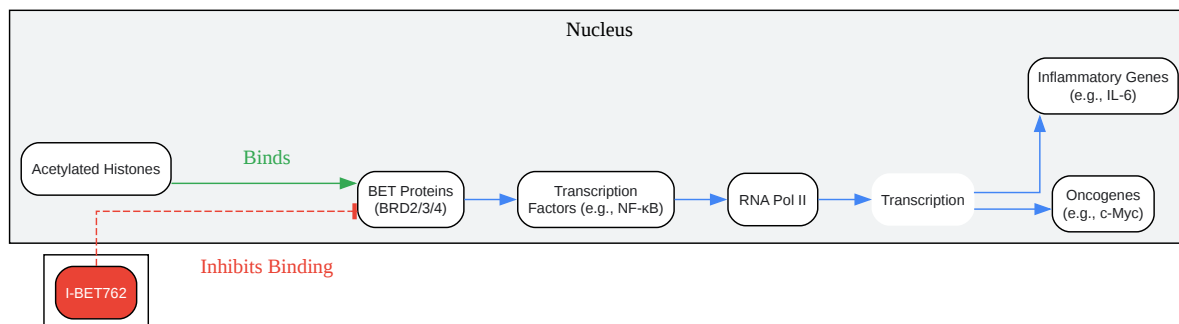 Nucleus
Inflammatory Genes
(e.g., IL-6)
Binds
Acetylated Histones
BET Proteins
(BRD2/3/4)
Transcription
Factors (e.g., NF-κB)
RNA Pol II
Transcription
Oncogenes
(e.g., c-Myc)
Inhibits Binding
I-BET762